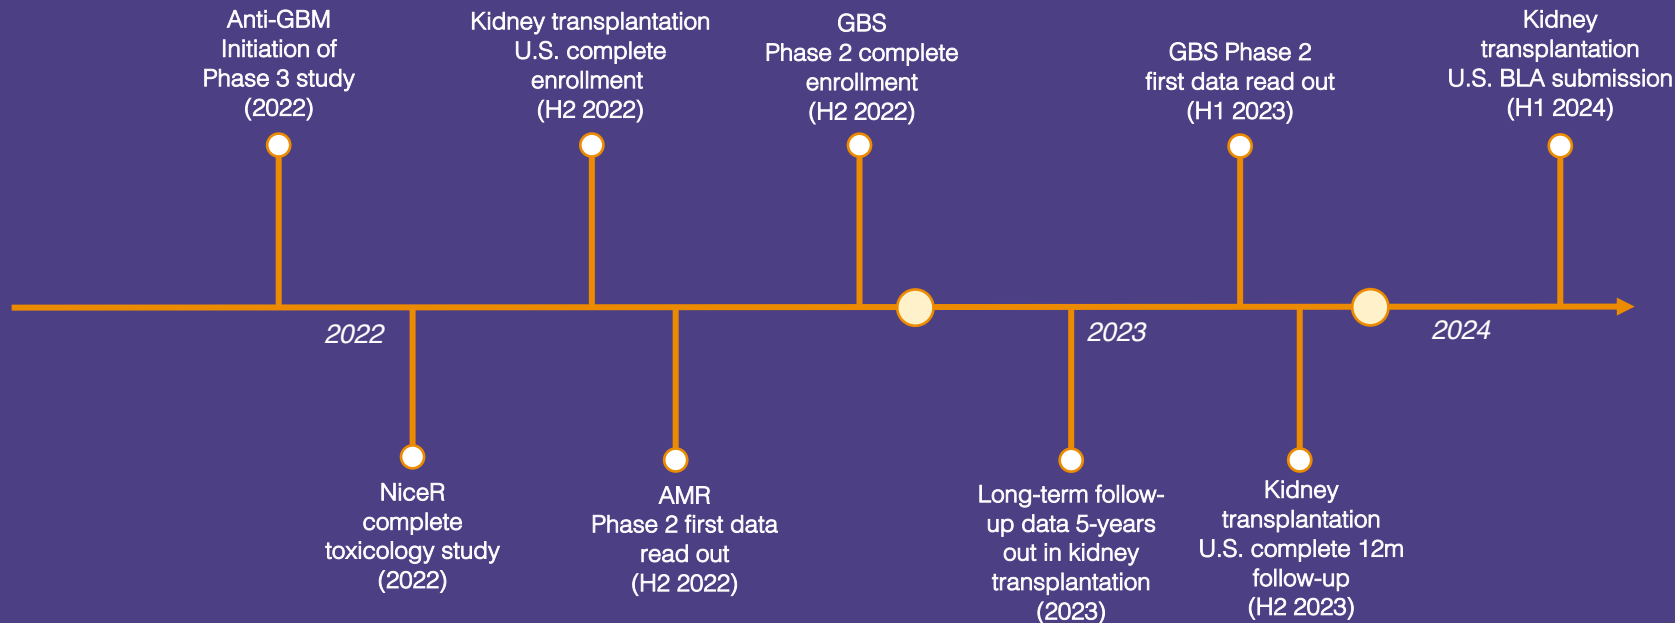 Anti-GBM
Initiation of
Phase 3 study
(2022)
Kidney transplantation
U.S. complete
enrollment
(H2 2022)
GBS
Phase 2 complete
enrollment
(H2 2022)
GBS Phase 2
first data read out
(H1 2023)
Kidney
transplantation
U.S. BLA submission
(H1 2024)
2022
2023
2024
NiceR
complete
toxicology study
(2022)
AMR
Phase 2 first data
read out
(H2 2022)
Long-term follow-
up data 5-years
out in kidney
transplantation
(2023)
Kidney
transplantation
U.S. complete 12m
follow-up
(H2 2023)